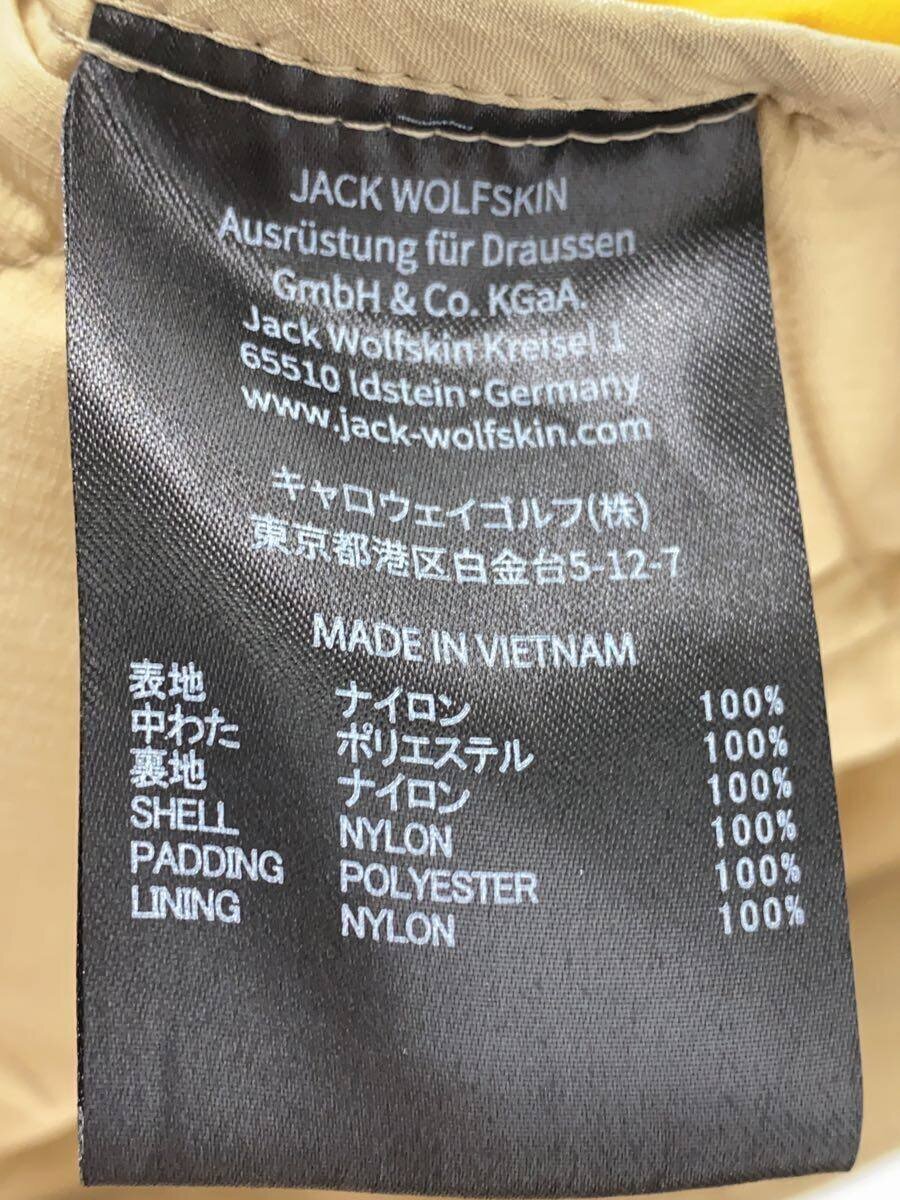 JACK WOLFSKIN
Ausrüstung für Draussen
GmbH & Co. KGaA.
Jack Wolfskin Kreisel 1
65510 Idstein·Germany
www.jack-wolfskin.com
キャロウェイゴルフ(株)
東京都港区白金台5-12-7
MADE IN VIETNAM
表地 ナイロン 100%
中わた ポリエステル 100%
裏地 ナイロン 100%
SHELL NYLON 100%
PADDING POLYESTER 100%
LINING NYLON 100%